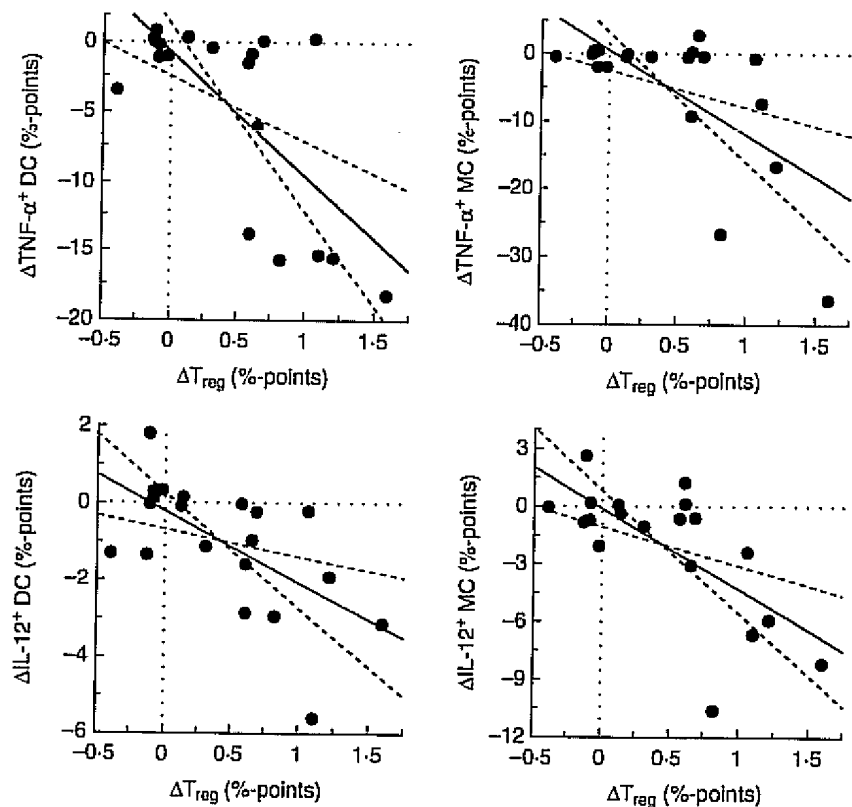 0
−5
−10
−15
−20
ΔTNF-α⁺ DC (%-points)
−0·5 0 0·5 1 1·5
ΔT_reg (%-points)
0
−10
−20
−30
−40
ΔTNF-α⁺ MC (%-points)
−0·5 0 0·5 1 1·5
ΔT_reg (%-points)
2
0
−2
−4
−6
ΔIL-12⁺ DC (%-points)
−0·5 0 0·5 1 1·5
ΔT_reg (%-points)
3
0
−3
−6
−9
−12
ΔIL-12⁺ MC (%-points)
−0·5 0 0·5 1 1·5
ΔT_reg (%-points)